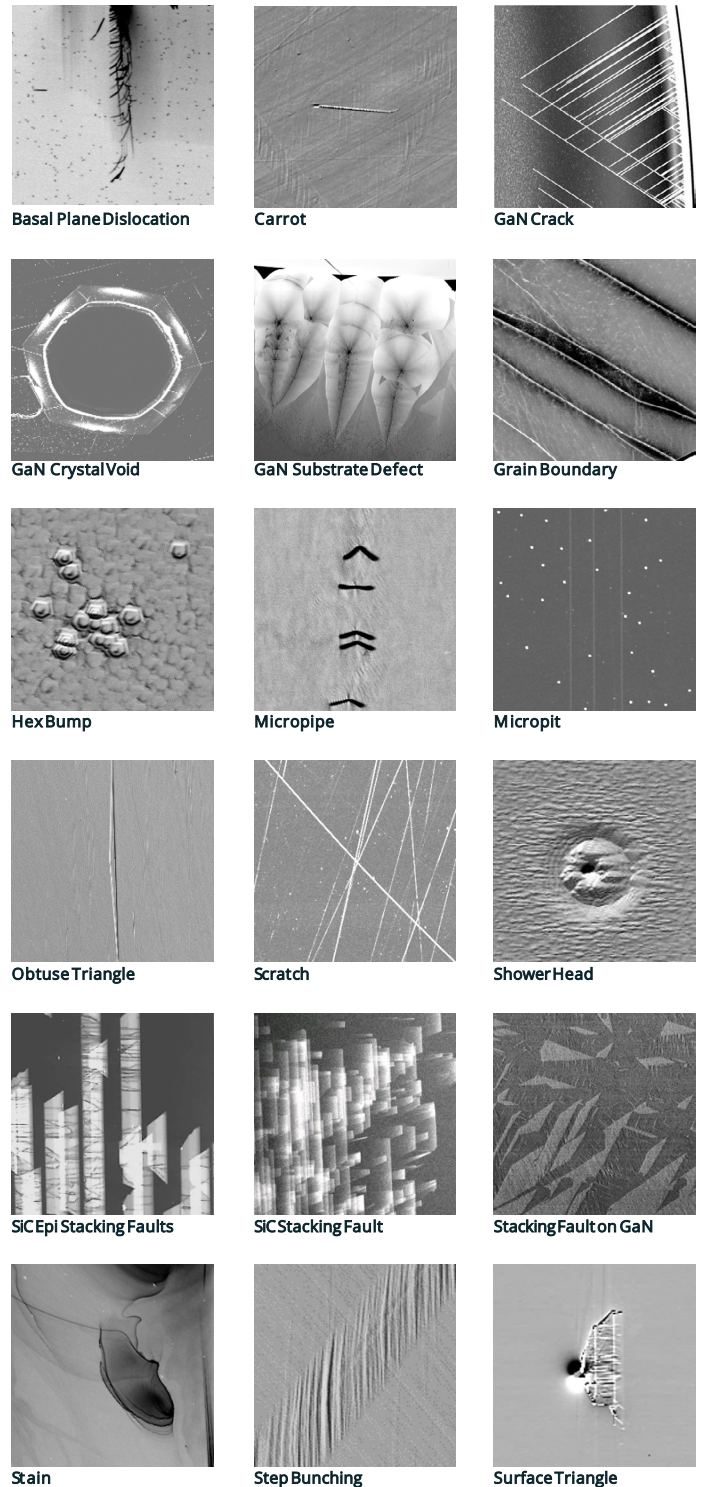 Basal Plane Dislocation
Carrot
GaN Crack
GaN Crystal Void
GaN Substrate Defect
Grain Boundary
Hex Bump
Micropipe
Micropit
Obtuse Triangle
Scratch
Shower Head
SiC Epi Stacking Faults
SiC Stacking Fault
Stacking Fault on GaN
Stain
Step Bunching
Surface Triangle